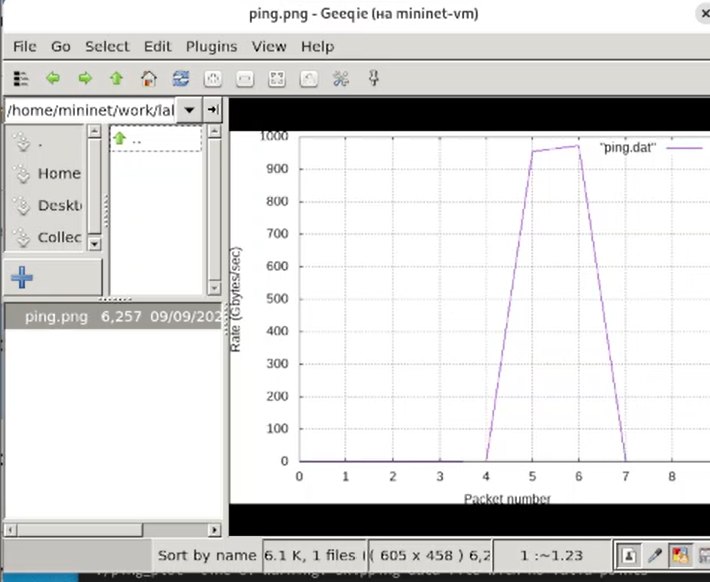 ping.png - Geeqie (на mininet-vm)
File Go Select Edit Plugins View Help
/home/mininet/work/lal
.
..
Home
Deskt
Collec
ping.png 6,257 09/09/202
1000
900
800
700
600
500
400
300
200
100
0
Rate (Gbytes/sec)
"ping.dat"
0 1 2 3 4 5 6 7 8
Packet number
Sort by name 6.1 K, 1 files ( ( 605 x 458 ) 6,2 1 :~1.23